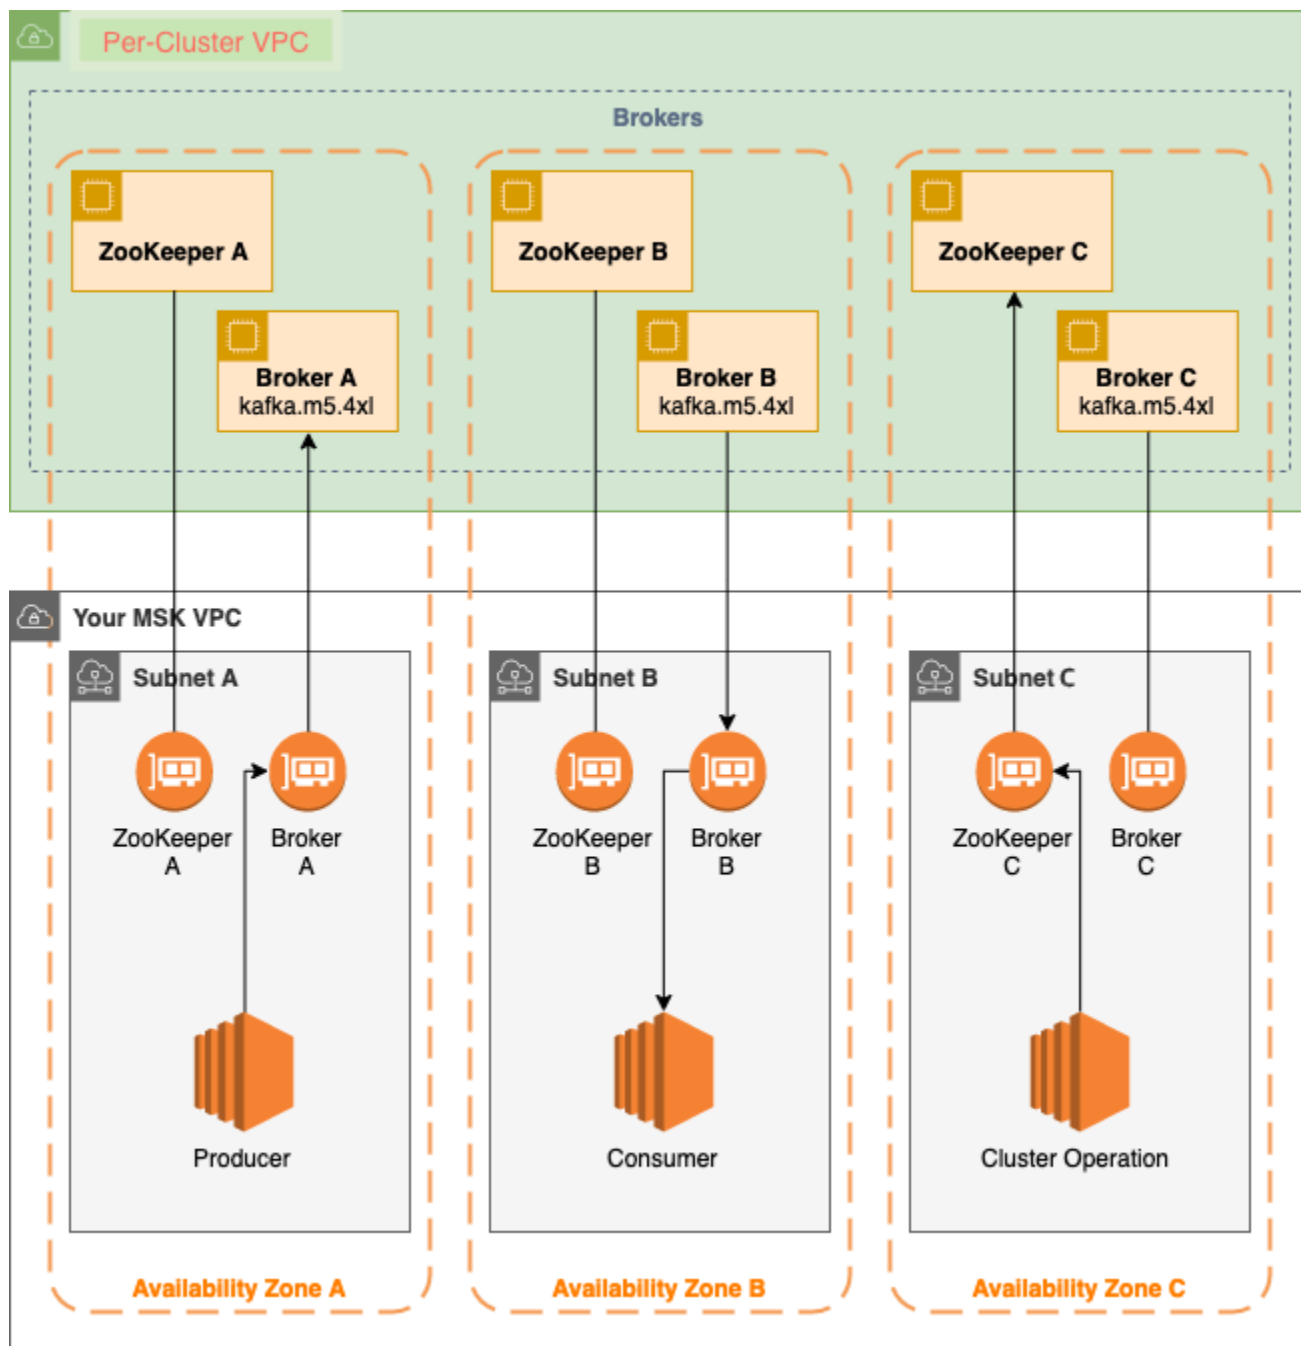 Per-Cluster VPC
Brokers
ZooKeeper A
ZooKeeper B
ZooKeeper C
Broker A
kafka.m5.4xl
Broker B
kafka.m5.4xl
Broker C
kafka.m5.4xl
Your MSK VPC
Subnet A
Subnet B
Subnet C
ZooKeeper
A
Broker
A
ZooKeeper
B
Broker
B
ZooKeeper
C
Broker
C
Producer
Consumer
Cluster Operation
Availability Zone A
Availability Zone B
Availability Zone C